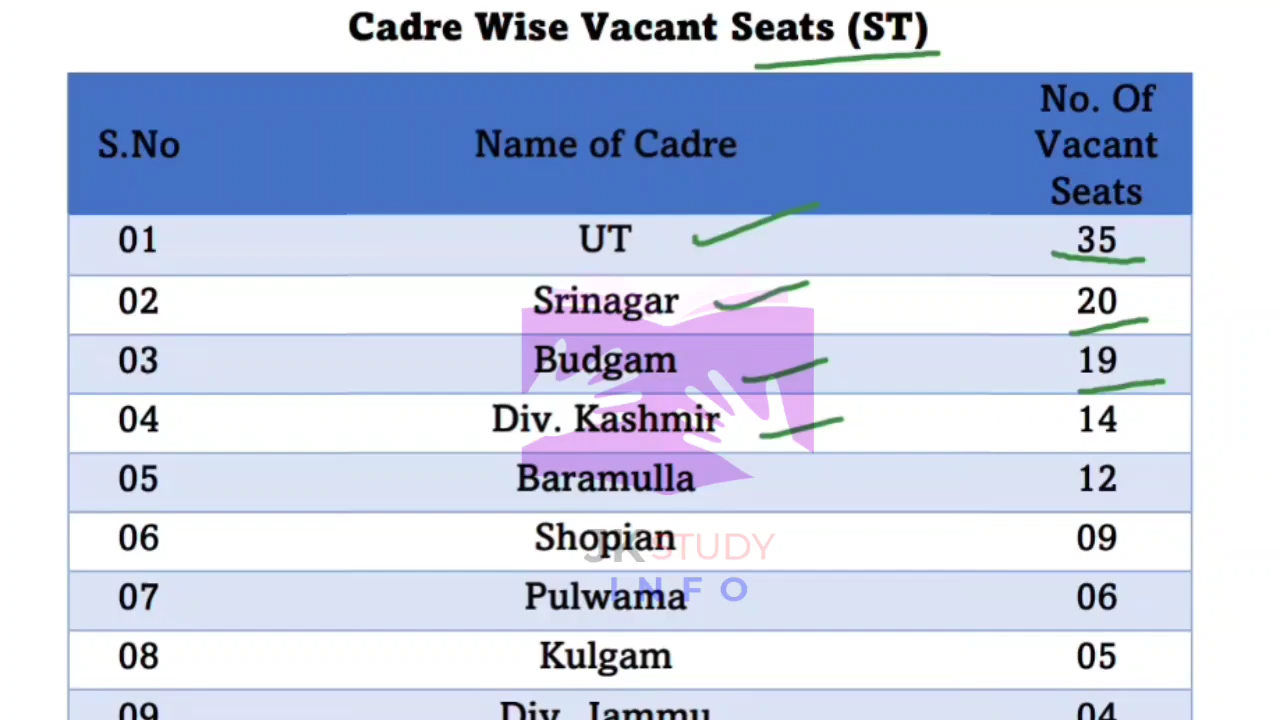 Cadre Wise Vacant Seats (ST)
S.No Name of Cadre No. Of Vacant Seats
01 UT 35
02 Srinagar 20
03 Budgam 19
04 Div. Kashmir 14
05 Baramulla 12
06 Shopian 09
JKSTUDY
07 Pulwama 06
INFO
08 Kulgam 05
09 Div. Jammu 04